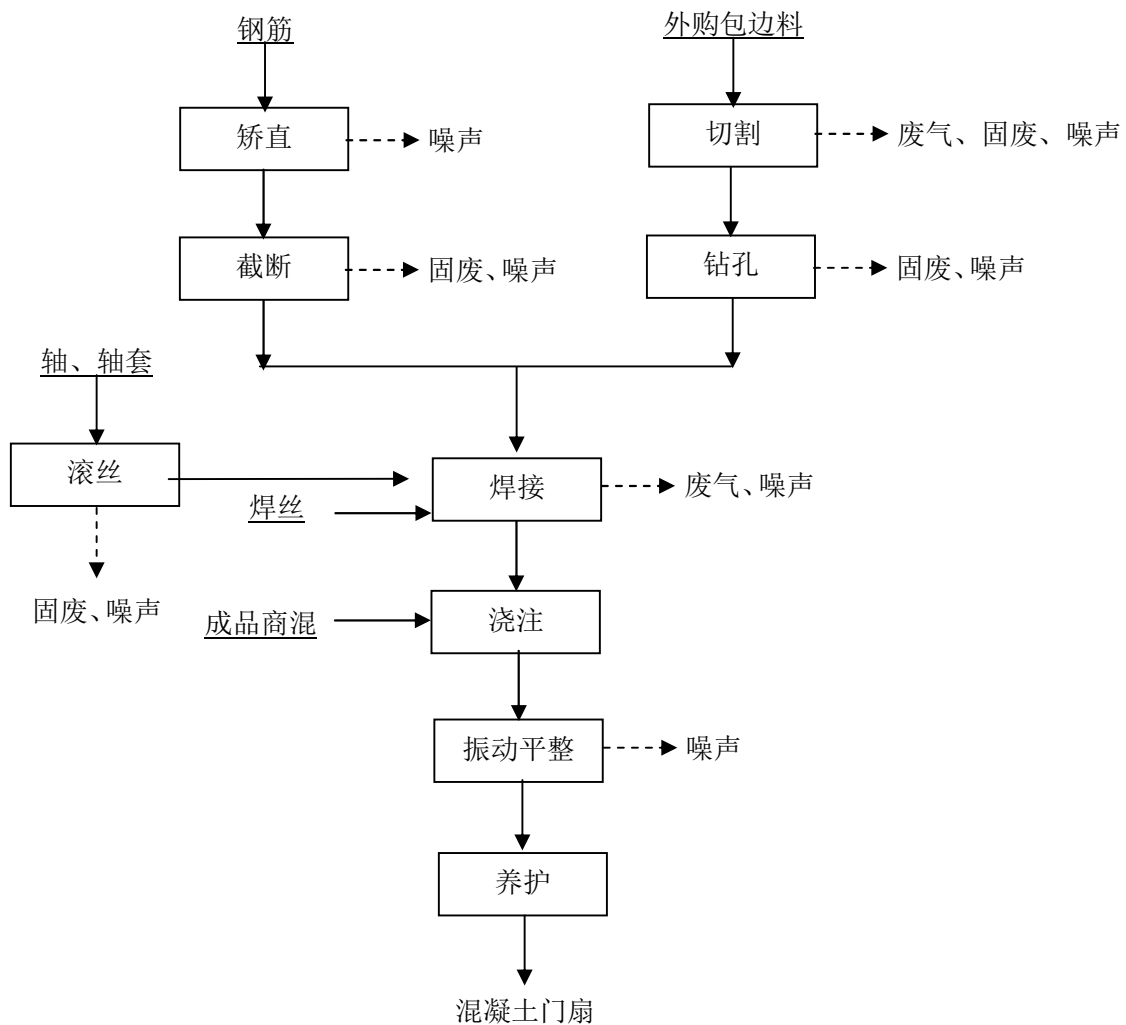 钢筋
外购包边料
矫直
噪声
切割
废气、固废、噪声
截断
固废、噪声
钻孔
固废、噪声
轴、轴套
滚丝
焊接
废气、噪声
焊丝
固废、噪声
成品商混
浇注
振动平整
噪声
养护
混凝土门扇